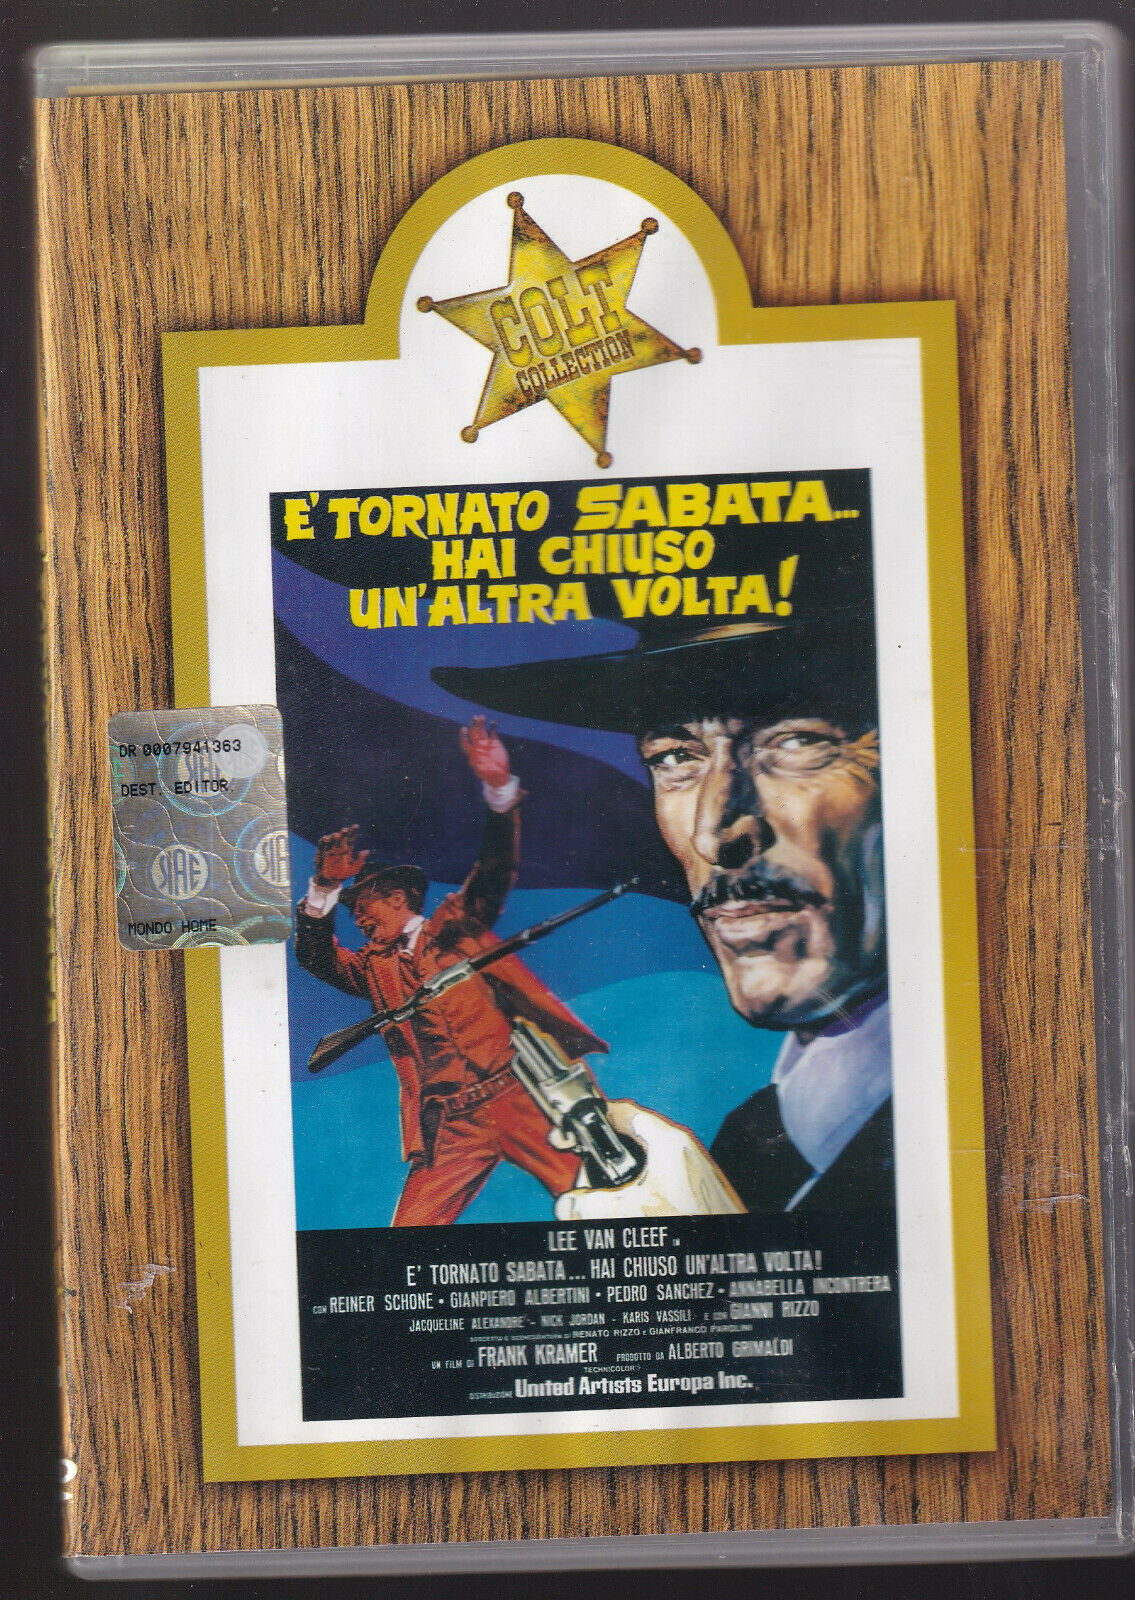 COLT
COLLECTION
E' TORNATO SABATA...
HAI CHIUSO
UN'ALTRA VOLTA!
DR 0007941363
DEST. EDITOR.
SIAE
SIAE
SIAE
MONDO HOME
LEE VAN CLEEF IN
E' TORNATO SABATA... HAI CHIUSO UN'ALTRA VOLTA!
CON REINER SCHONE • GIANPIERO ALBERTINI • PEDRO SANCHEZ • ANNABELLA INCONTRERA
JACQUELINE ALEXANDRE • NICK JORDAN • KARIS VASSILI E CON GIANNI RIZZO
SOGGETTO E SCENEGGIATURA DI RENATO RIZZO E GIANFRANCO PAROLINI
UN FILM DI FRANK KRAMER PRODOTTO DA ALBERTO GRIMALDI
TECHNICOLOR®
DISTRIBUZIONE United Artists Europa Inc.